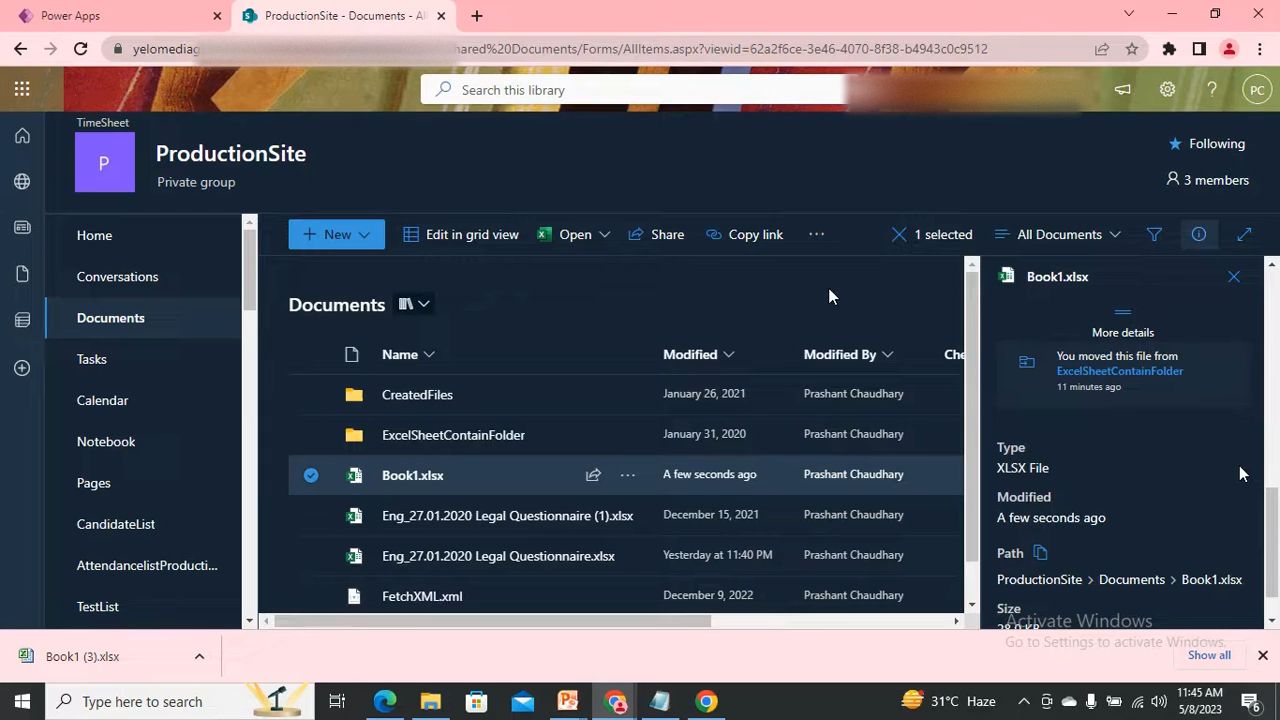 Power Apps
ProductionSite - Documents - All
yelomediag
shared%20Documents/Forms/AllItems.aspx?viewid=62a2f6ce-3e46-4070-8f38-b4943c0c9512
Search this library
PC
TimeSheet
P
ProductionSite
Private group
Following
3 members
Home
Conversations
Documents
Tasks
Calendar
Notebook
Pages
CandidateList
AttendancelistProducti...
TestList
New
Edit in grid view
Open
Share
Copy link
1 selected
All Documents
Documents
Name Modified Modified By Che
CreatedFiles January 26, 2021 Prashant Chaudhary
ExcelSheetContainFolder January 31, 2020 Prashant Chaudhary
Book1.xlsx A few seconds ago Prashant Chaudhary
Eng_27.01.2020 Legal Questionnaire (1).xlsx December 15, 2021 Prashant Chaudhary
Eng_27.01.2020 Legal Questionnaire.xlsx Yesterday at 11:40 PM Prashant Chaudhary
FetchXML.xml December 9, 2022 Prashant Chaudhary
Book1.xlsx
More details
You moved this file from
ExcelSheetContainFolder
11 minutes ago
Type
XLSX File
Modified
A few seconds ago
Path
ProductionSite > Documents > Book1.xlsx
Size
28.0 KB
Activate Windows
Go to Settings to activate Windows.
Book1 (3).xlsx
Show all
Type here to search
31°C Haze
11:45 AM
5/8/2023
6